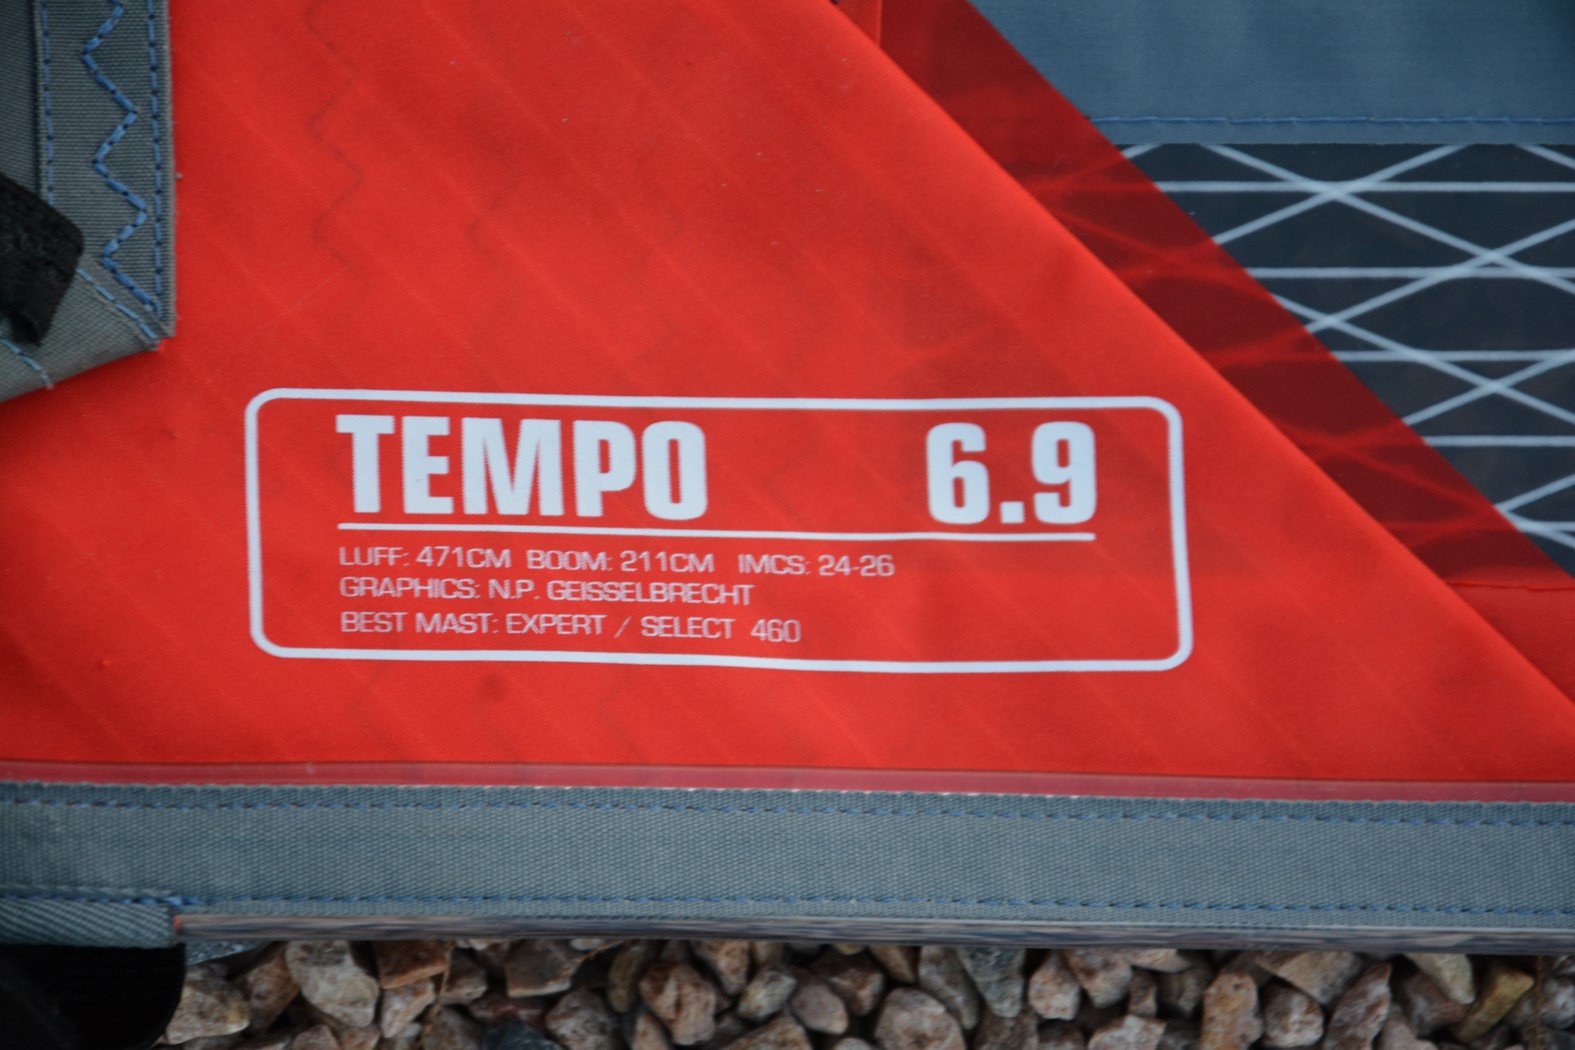 TEMPO 6.9
LUFF: 471CM BOOM: 211CM IMCS: 24-26
GRAPHICS: N.P. GEISSELBRECHT
BEST MAST: EXPERT / SELECT 460